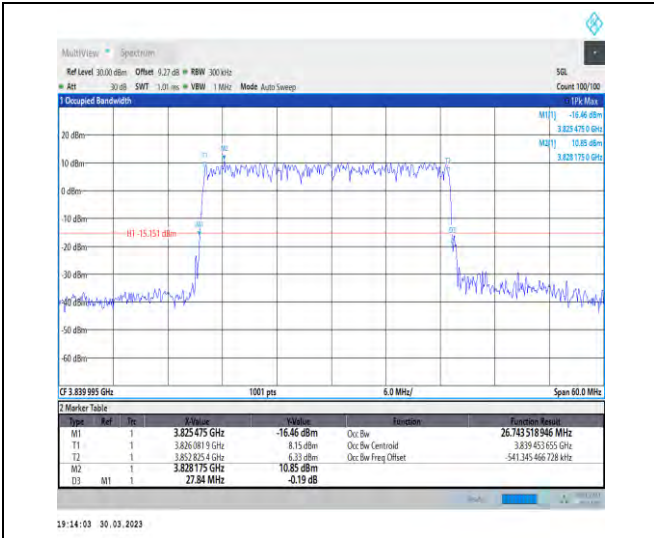 MultiView Spectrum
Ref Level 30.00 dBm Offset 9.27 dB RBW 300 kHz SGL
Att 30 dB SWT 1.01 ms VBW 1 MHz Mode Auto Sweep Count 100/100
1 Occupied Bandwidth 1Pk Max
M1[1] -16.46 dBm
3.825 475 0 GHz
M2[1] 10.85 dBm
3.828 175 0 GHz
20 dBm
10 dBm
0 dBm
-10 dBm
H1 -15.151 dBm
-20 dBm
-30 dBm
-40 dBm
-50 dBm
-60 dBm
T1
M2
T2
D3
CF 3.839 995 GHz 1001 pts 6.0 MHz/ Span 60.0 MHz
2 Marker Table
Type Ref Trc X-Value Y-Value Function Function Result
M1 1 3.825 475 GHz -16.46 dBm Occ Bw 26.743 518 946 MHz
T1 1 3.826 081 9 GHz 8.15 dBm Occ Bw Centroid 3.839 453 655 GHz
T2 1 3.852 825 4 GHz 6.33 dBm Occ Bw Freq Offset -541.345 466 728 kHz
M2 1 3.828 175 GHz 10.85 dBm
D3 M1 1 27.84 MHz -0.19 dB
19:14:03 30.03.2023